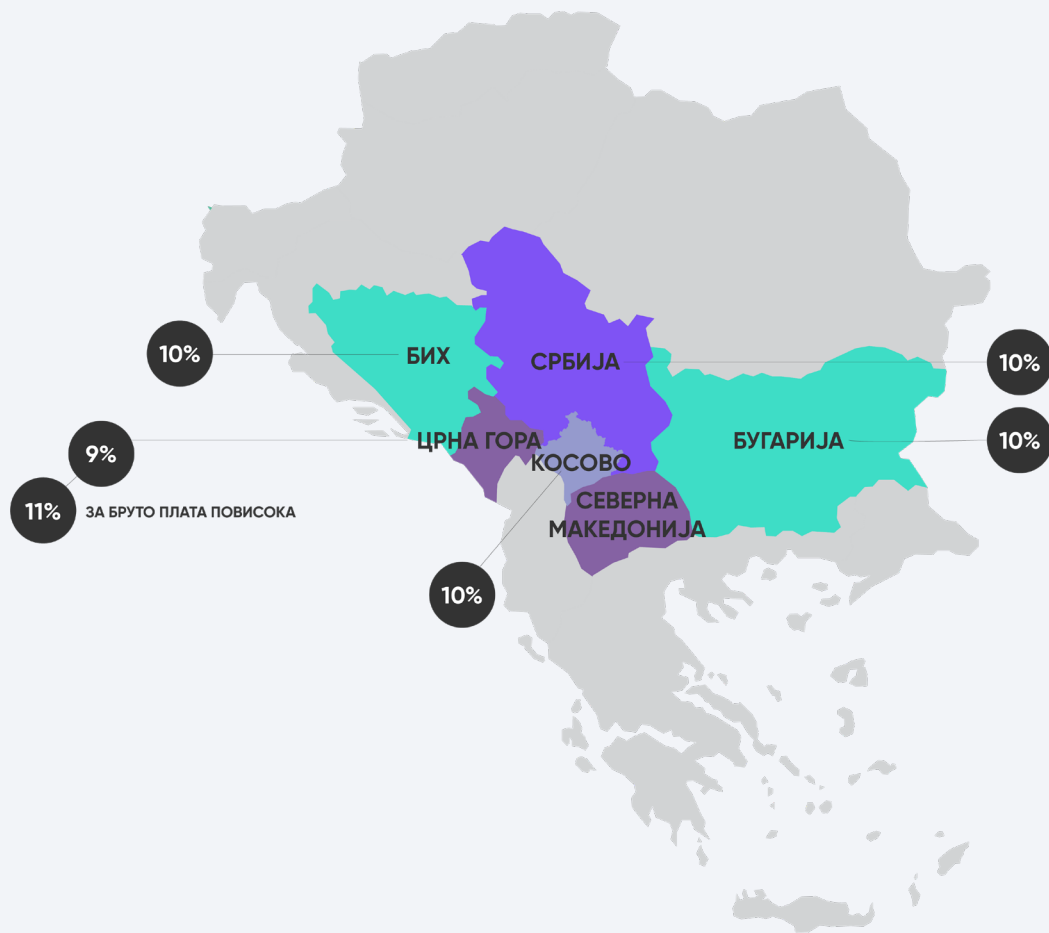 БИХ
10%
СРБИЈА
10%
ЦРНА ГОРА
9%
11% ЗА БРУТО ПЛАТА ПОВИСОКА
БУГАРИЈА
10%
КОСОВО
10%
СЕВЕРНА
МАКЕДОНИЈА